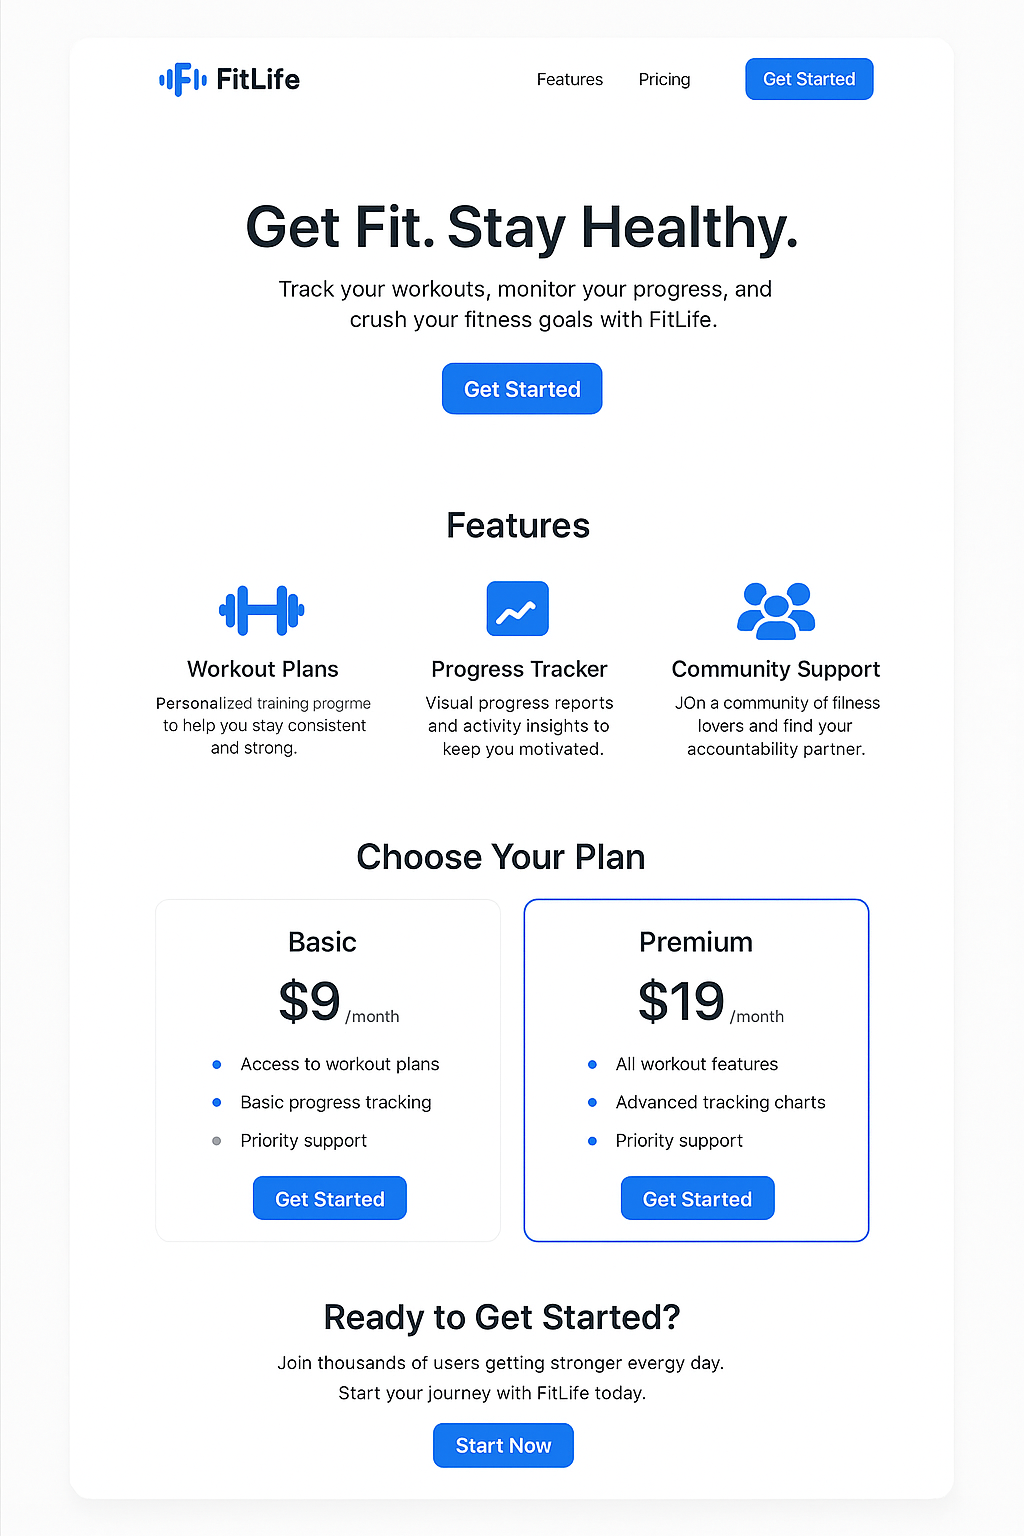 FitLife
Features
Pricing
Get Started
Get Fit. Stay Healthy.
Track your workouts, monitor your progress, and
crush your fitness goals with FitLife.
Get Started
Features
Workout Plans
Personalized training progrme
to help you stay consistent
and strong.
Progress Tracker
Visual progress reports
and activity insights to
keep you motivated.
Community Support
JOn a community of filness
lovers and find your
accountability partner.
Choose Your Plan
Basic
$9 /month
Access to workout plans
Basic progress tracking
Priority support
Get Started
Premium
$19 /month
All workout features
Advanced tracking charts
Priority support
Get Started
Ready to Get Started?
Join thousands of users getting stronger evergy day.
Start your journey with FitLife today.
Start Now